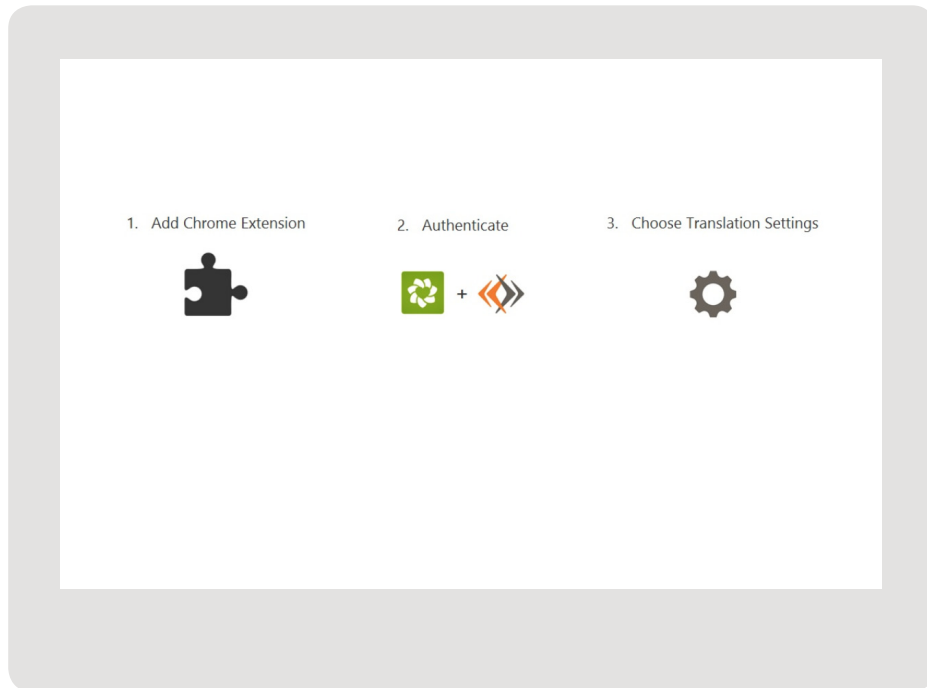 1. Add Chrome Extension
2. Authenticate
+
3. Choose Translation Settings